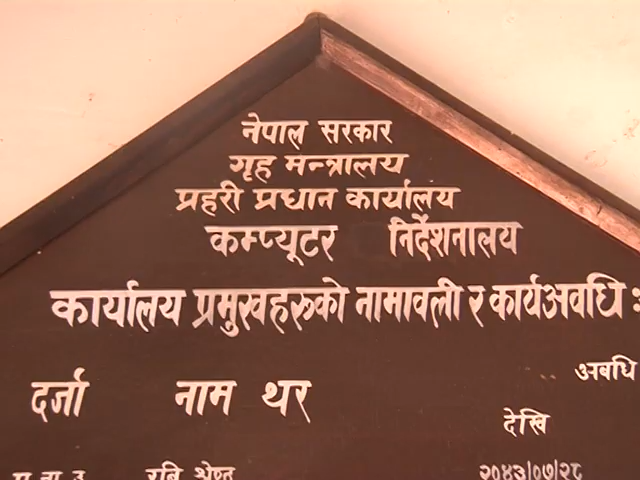 नेपाल सरकार
गृह मन्त्रालय
प्रहरी प्रधान कार्यालय
कम्प्यूटर निर्देशनालय
कार्यालय प्रमुखहरूको नामावली र कार्यअवधि :
अवधि
दर्जा नाम थर
देखि
रबि श्रेष्ठ २०४३/०७/२८